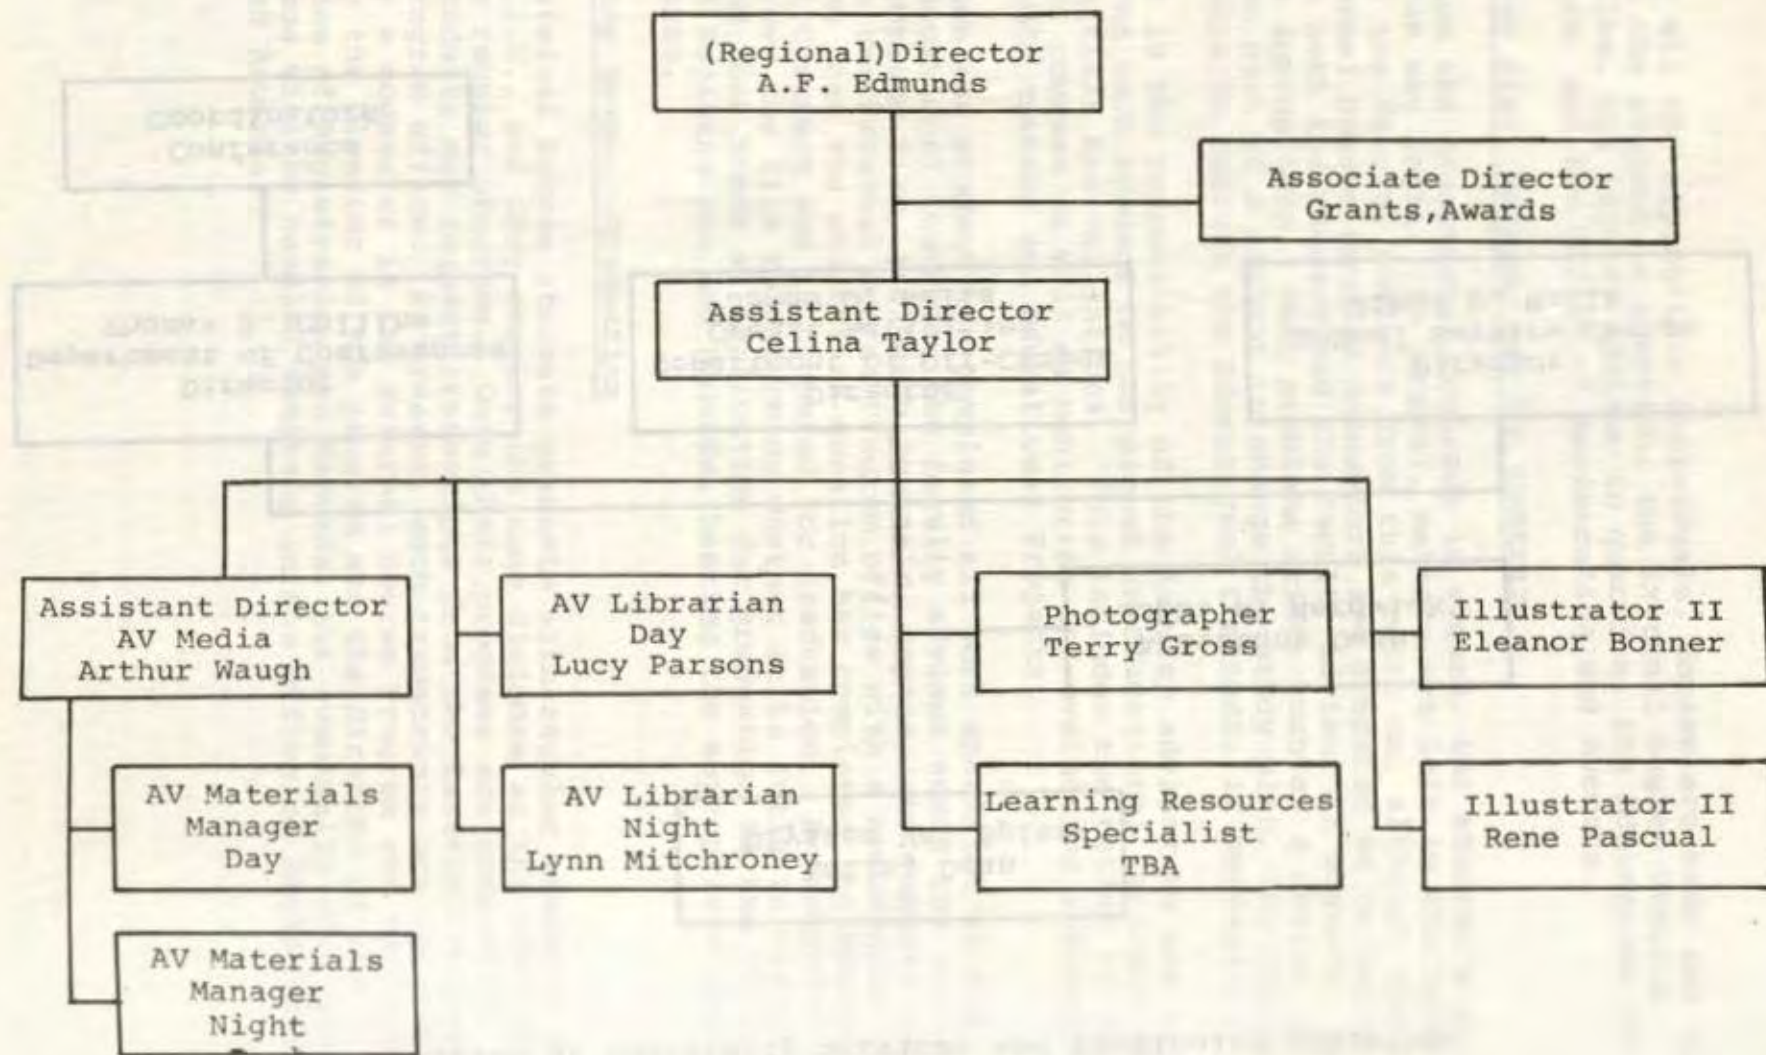 (Regional)Director
A.F. Edmunds
Associate Director
Grants,Awards
Assistant Director
Celina Taylor
Assistant Director
AV Media
Arthur Waugh
AV Librarian
Day
Lucy Parsons
Photographer
Terry Gross
Illustrator II
Eleanor Bonner
AV Materials
Manager
Day
AV Librarian
Night
Lynn Mitchroney
Learning Resources
Specialist
TBA
Illustrator II
Rene Pascual
AV Materials
Manager
Night